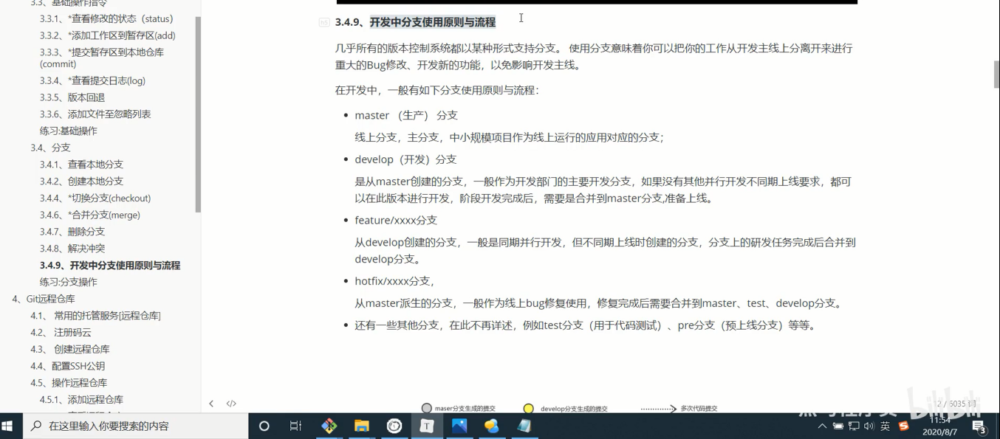 3.3、基础操作指令
3.3.1、*查看修改的状态（status）
3.3.2、*添加工作区到暂存区(add)
3.3.3、*提交暂存区到本地仓库
(commit)
3.3.4、*查看提交日志(log)
3.3.5、版本回退
3.3.6、添加文件至忽略列表
练习:基础操作
3.4、分支
3.4.1、查看本地分支
3.4.2、创建本地分支
3.4.4、*切换分支(checkout)
3.4.6、*合并分支(merge)
3.4.7、删除分支
3.4.8、解决冲突
3.4.9、开发中分支使用原则与流程
练习:分支操作
4、Git远程仓库
4.1、 常用的托管服务[远程仓库]
4.2、 注册码云
4.3、 创建远程仓库
4.4、配置SSH公钥
4.5、操作远程仓库
4.5.1、添加远程仓库
h5
3.4.9、开发中分支使用原则与流程
几乎所有的版本控制系统都以某种形式支持分支。 使用分支意味着你可以把你的工作从开发主线上分离开来进行
重大的Bug修改、开发新的功能，以免影响开发主线。
在开发中，一般有如下分支使用原则与流程：
master （生产） 分支
线上分支，主分支，中小规模项目作为线上运行的应用对应的分支；
develop（开发）分支
是从master创建的分支，一般作为开发部门的主要开发分支，如果没有其他并行开发不同期上线要求，都可
以在此版本进行开发，阶段开发完成后，需要是合并到master分支,准备上线。
feature/xxxx分支
从develop创建的分支，一般是同期并行开发，但不同期上线时创建的分支，分支上的研发任务完成后合并到
develop分支。
hotfix/xxxx分支，
从master派生的分支，一般作为线上bug修复使用，修复完成后需要合并到master、test、develop分支。
还有一些其他分支，在此不再详述，例如test分支（用于代码测试）、pre分支（预上线分支）等等。
maser分支生成的提交
develop分支生成的提交
多次代码提交
12 / 6035 词
bilibili
在这里输入你要搜索的内容
T
英
11:54
2020/8/7
3